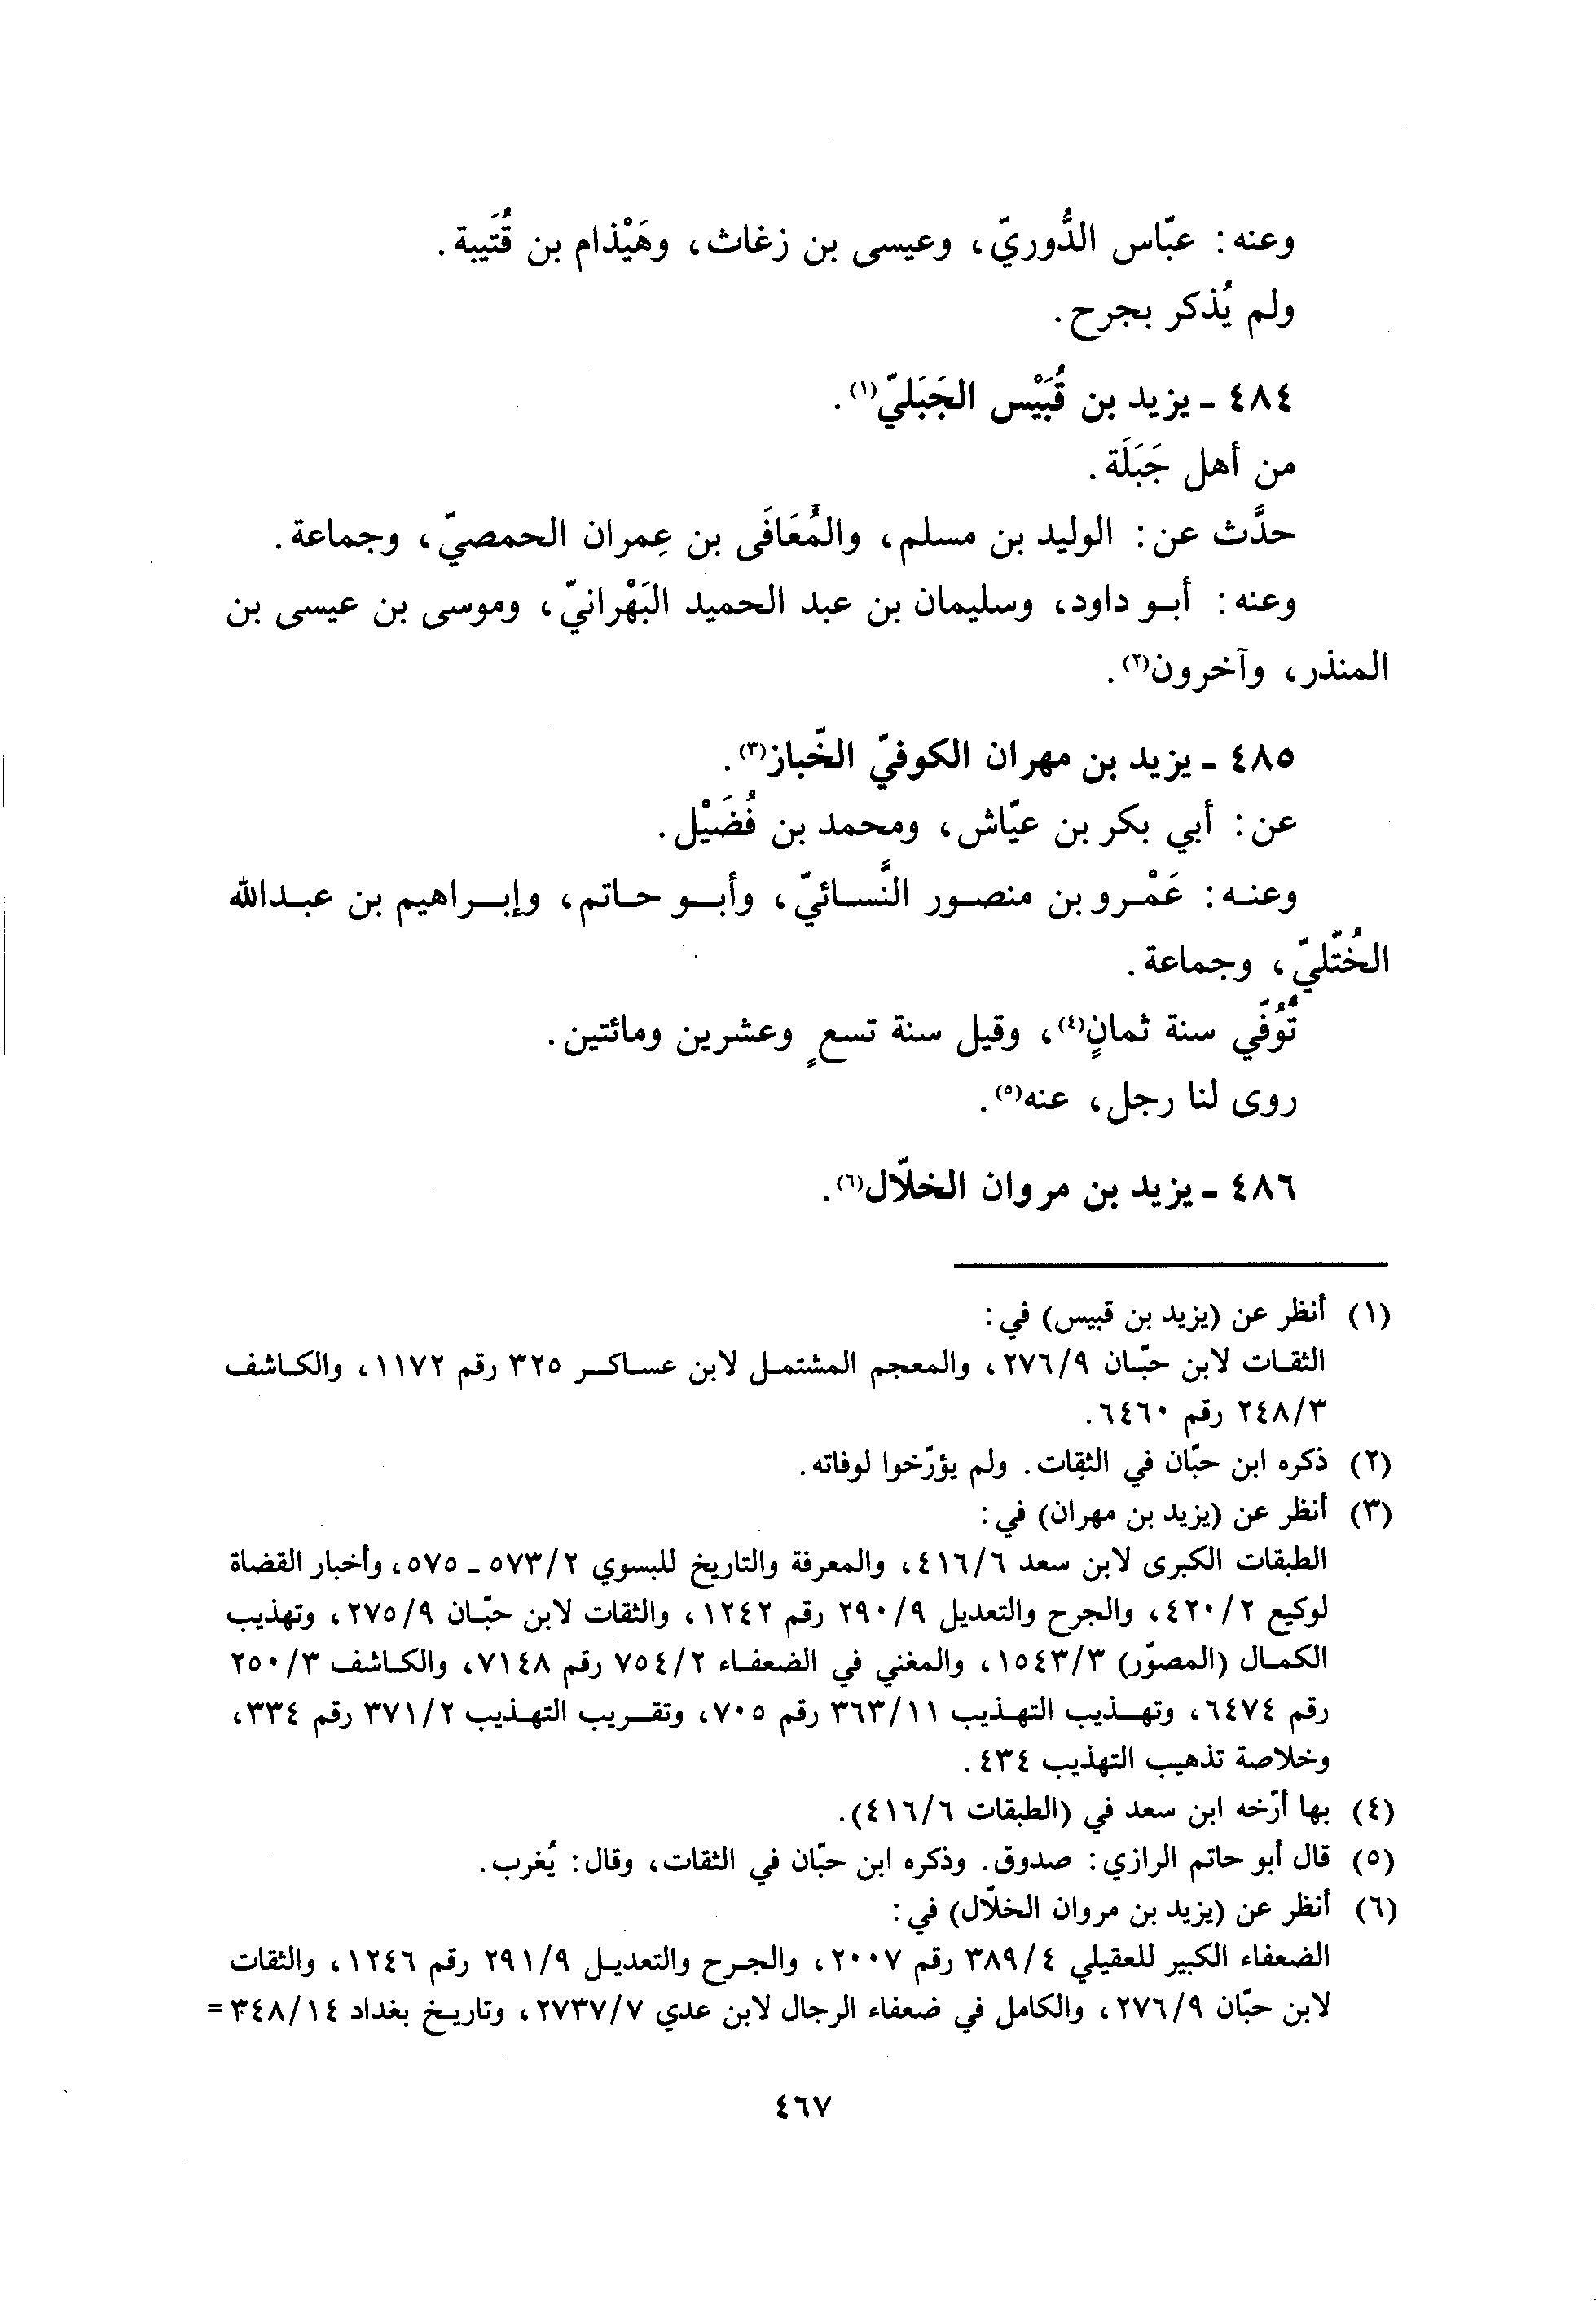 وعنه: عبّاس الدُّوريّ، وعيسى بن زغاث، وهَيْذام بن قُتَيبة.
ولم يُذكر بجرح.
٤٨٤ - يزيد بن قُبَيْس الجَبَليّ(١).
من أهل جَبَلَة.
حدَّث عن: الوليد بن مسلم، والمُعَافَى بن عِمران الحمصيّ، وجماعة.
وعنه: أبو داود، وسليمان بن عبد الحميد البَهْرانيّ، وموسى بن عيسى بن
المنذر، وآخرون(٢).
٤٨٥ - يزيد بن مهران الكوفيّ الخّباز(٣).
عن: أبي بكر بن عيّاش، ومحمد بن فُضَيْل.
وعنه: عَمْرو بن منصور النَّسائيّ، وأبو حاتم، وإبراهيم بن عبدالله
الخُتّليّ، وجماعة.
تُوُفّي سنة ثمانٍ(٤)، وقيل سنة تسعٍ وعشرين ومائتين.
روى لنا رجل، عنه(٥).
٤٨٦ - يزيد بن مروان الخلاّل(٦).
(١) أنظر عن (يزيد بن قبيس) في:
الثقات لابن حبّان ٢٧٦/٩، والمعجم المشتمل لابن عساكر ٣٢٥ رقم ١١٧٢، والكاشف
٢٤٨/٣ رقم ٦٤٦٠.
(٢) ذكره ابن حبّان في الثقات. ولم يؤرّخوا لوفاته.
(٣) أنظر عن (يزيد بن مهران) في:
الطبقات الكبرى لابن سعد ٤١٦/٦، والمعرفة والتاريخ للبسوي ٥٧٣/٢ - ٥٧٥، وأخبار القضاة
لوكيع ٤٢٠/٢، والجرح والتعديل ٢٩٠/٩ رقم ١٢٤٢، والثقات لابن حبّان ٢٧٥/٩، وتهذيب
الكمال (المصوّر) ١٥٤٣/٣، والمغني في الضعفاء ٧٥٤/٢ رقم ٧١٤٨، والكاشف ٢٥٠/٣
رقم ٦٤٧٤، وتهذيب التهذيب ٣٦٣/١١ رقم ٧٠٥، وتقريب التهذيب ٣٧١/٢ رقم ٣٣٤،
وخلاصة تذهيب التهذيب ٤٣٤.
(٤) بها أرّخه ابن سعد في (الطبقات ٤١٦/٦).
(٥) قال أبو حاتم الرازي: صدوق. وذكره ابن حبّان في الثقات، وقال: يُغرب.
(٦) أنظر عن (يزيد بن مروان الخلاّل) في:
الضعفاء الكبير للعقيلي ٣٨٩/٤ رقم ٢٠٠٧، والجرح والتعديل ٢٩١/٩ رقم ١٢٤٦، والثقات
لابن حبّان ٢٧٦/٩، والكامل في ضعفاء الرجال لابن عدي ٢٧٣٧/٧، وتاريخ بغداد ٣٤٨/١٤ =
٤٦٧